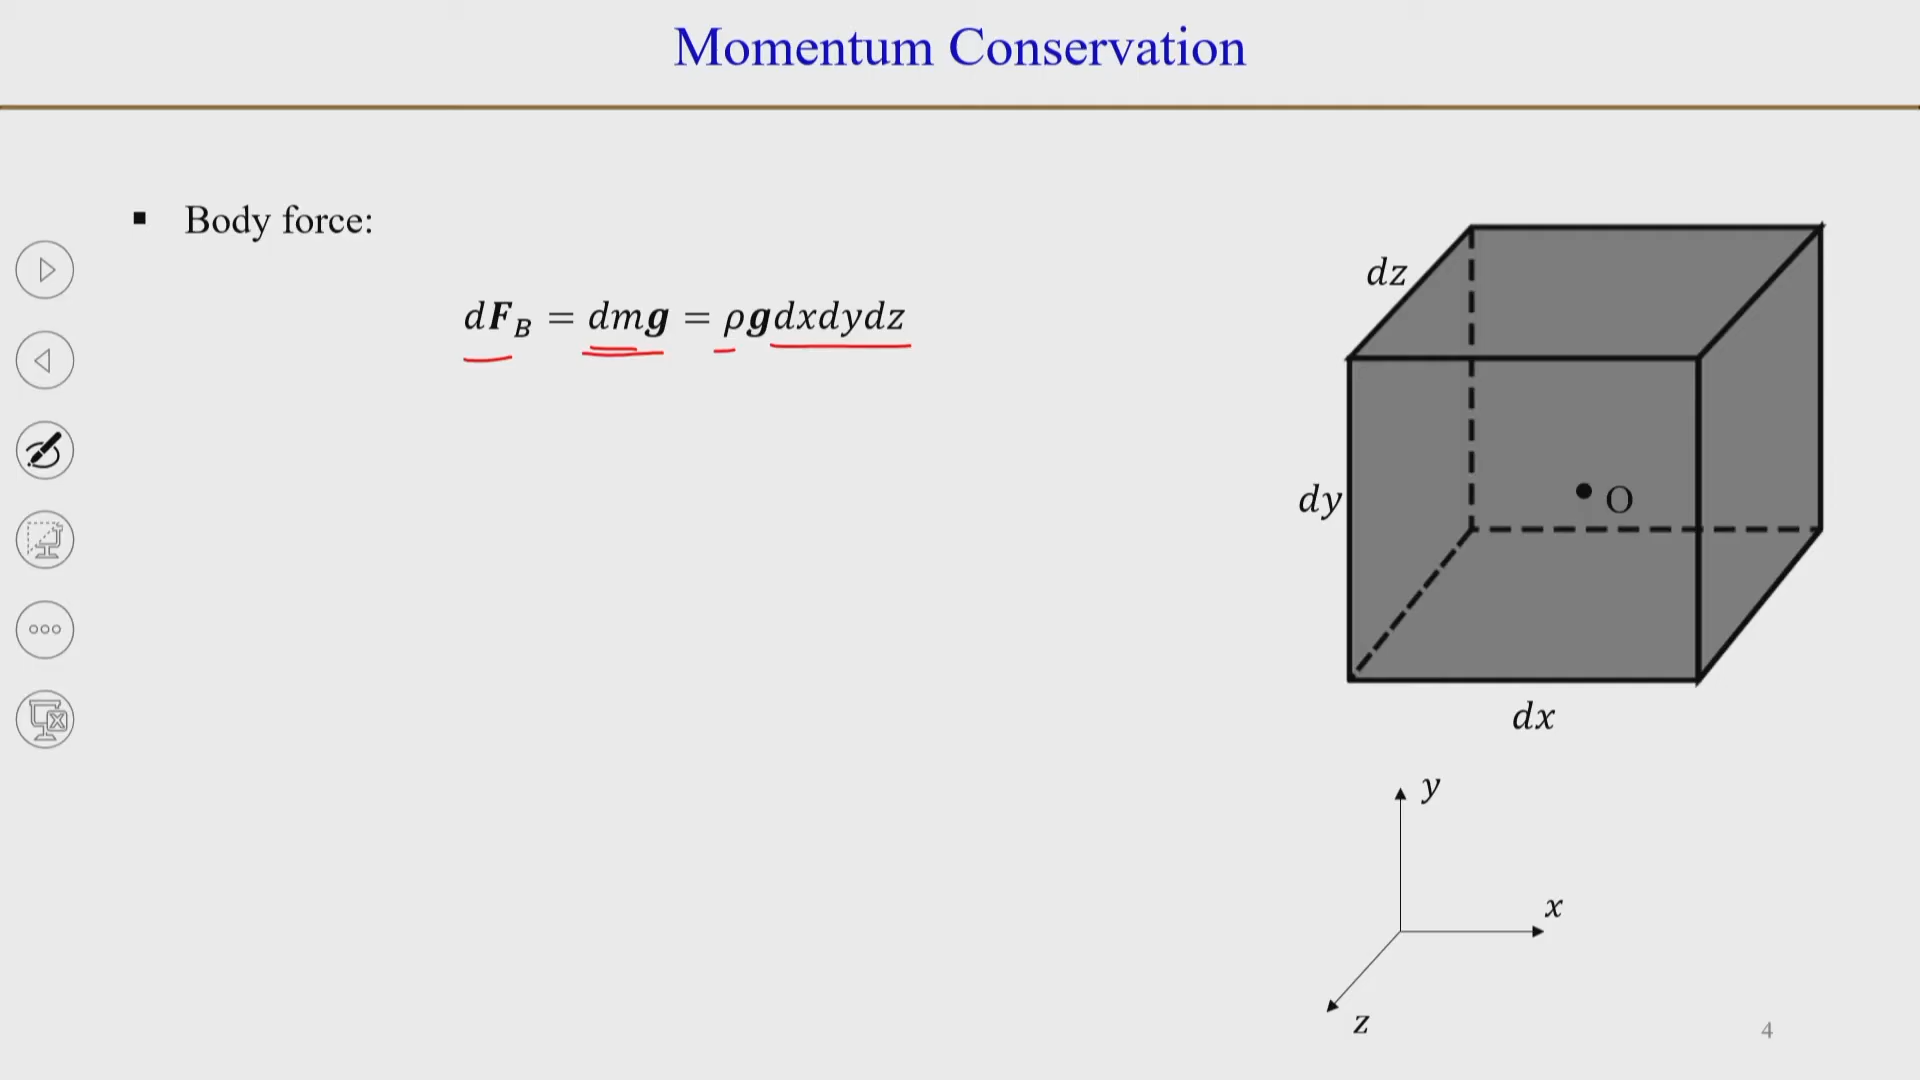 Momentum Conservation
▪ Body force:
d𝑭_B = dm𝒈 = ρ𝒈dxdydz
dz
dy
O
dx
y
x
z
4